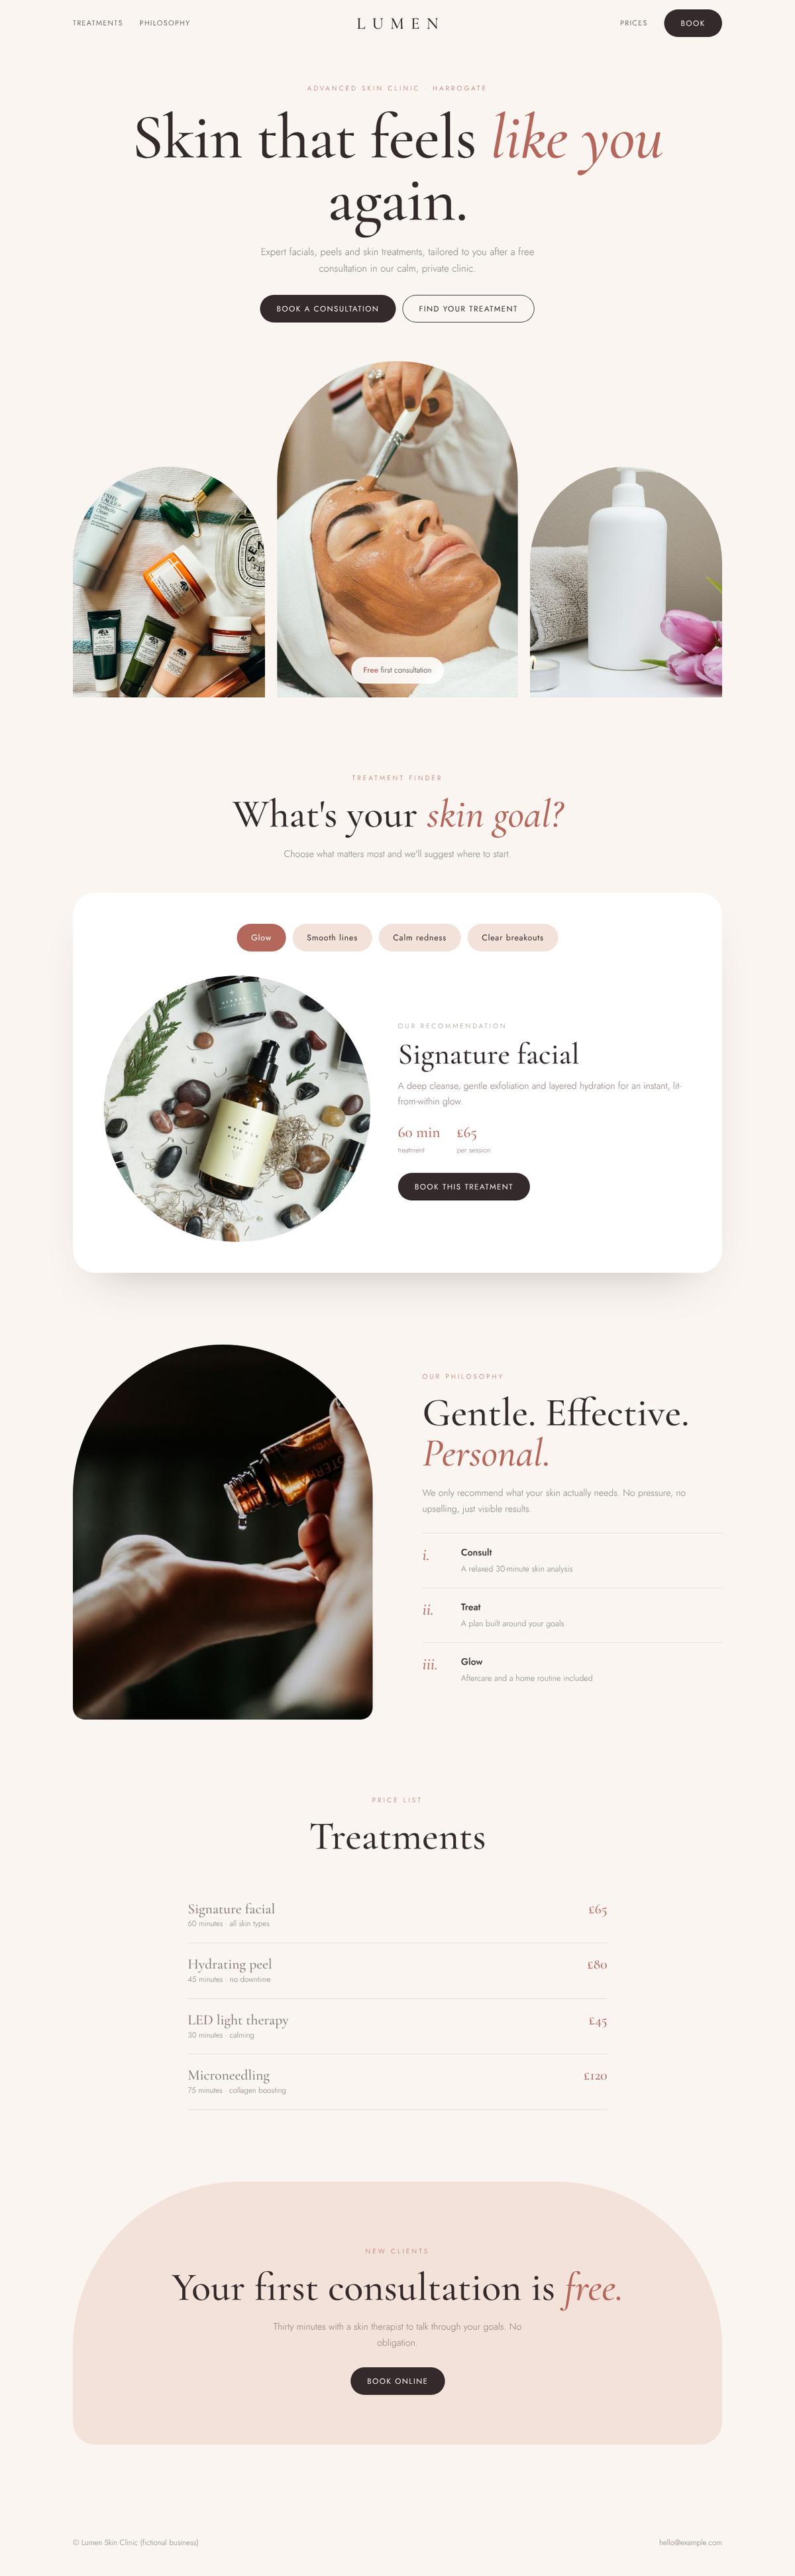 TREATMENTS PHILOSOPHY LUMEN PRICES BOOK
ADVANCED SKIN CLINIC · HARROGATE
Skin that feels like you
again.
Expert facials, peels and skin treatments, tailored to you after a free
consultation in our calm, private clinic.
BOOK A CONSULTATION FIND YOUR TREATMENT
Free first consultation
TREATMENT FINDER
What's your skin goal?
Choose what matters most and we'll suggest where to start.
Glow Smooth lines Calm redness Clear breakouts
OUR RECOMMENDATION
Signature facial
A deep cleanse, gentle exfoliation and layered hydration for an instant, lit-
from-within glow.
60 min £65
treatment per session
BOOK THIS TREATMENT
OUR PHILOSOPHY
Gentle. Effective.
Personal.
We only recommend what your skin actually needs. No pressure, no
upselling, just visible results.
i. Consult
A relaxed 30-minute skin analysis
ii. Treat
A plan built around your goals
iii. Glow
Aftercare and a home routine included
PRICE LIST
Treatments
Signature facial £65
60 minutes · all skin types
Hydrating peel £80
45 minutes · no downtime
LED light therapy £45
30 minutes · calming
Microneedling £120
75 minutes · collagen boosting
NEW CLIENTS
Your first consultation is free.
Thirty minutes with a skin therapist to talk through your goals. No
obligation.
BOOK ONLINE
© Lumen Skin Clinic (fictional business) hello@example.com